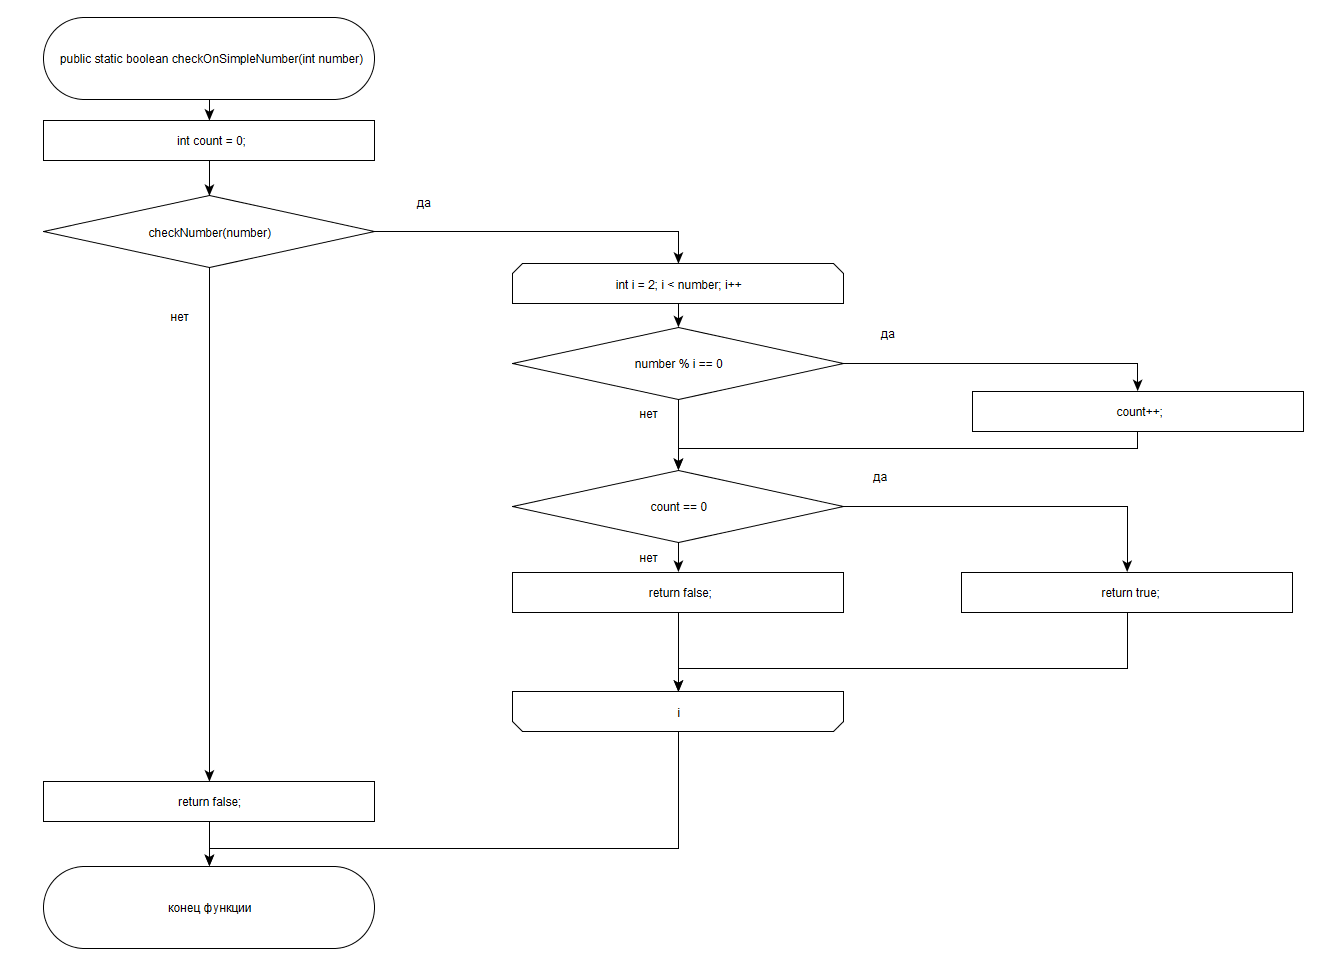 public static boolean checkOnSimpleNumber(int number)
int count = 0;
да
checkNumber(number)
нет
int i = 2; i < number; i++
да
number % i == 0
нет
count++;
да
count == 0
нет
return false;
return true;
i
return false;
конец функции